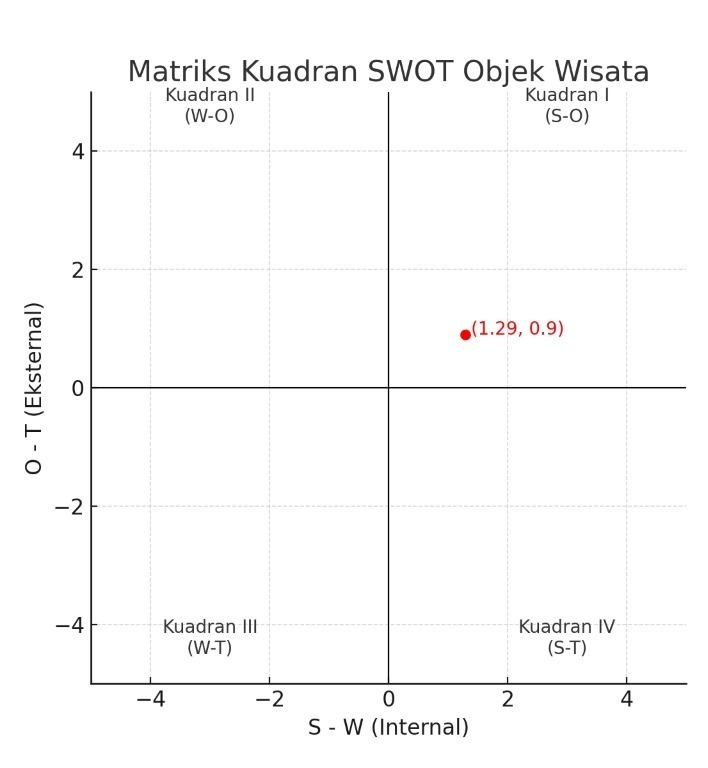 Matriks Kuadran SWOT Objek Wisata
Kuadran II
(W-O)
Kuadran I
(S-O)
4
2
(1.29, 0.9)
0
−2
−4
O - T (Eksternal)
Kuadran III
(W-T)
Kuadran IV
(S-T)
−4
−2
0
2
4
S - W (Internal)